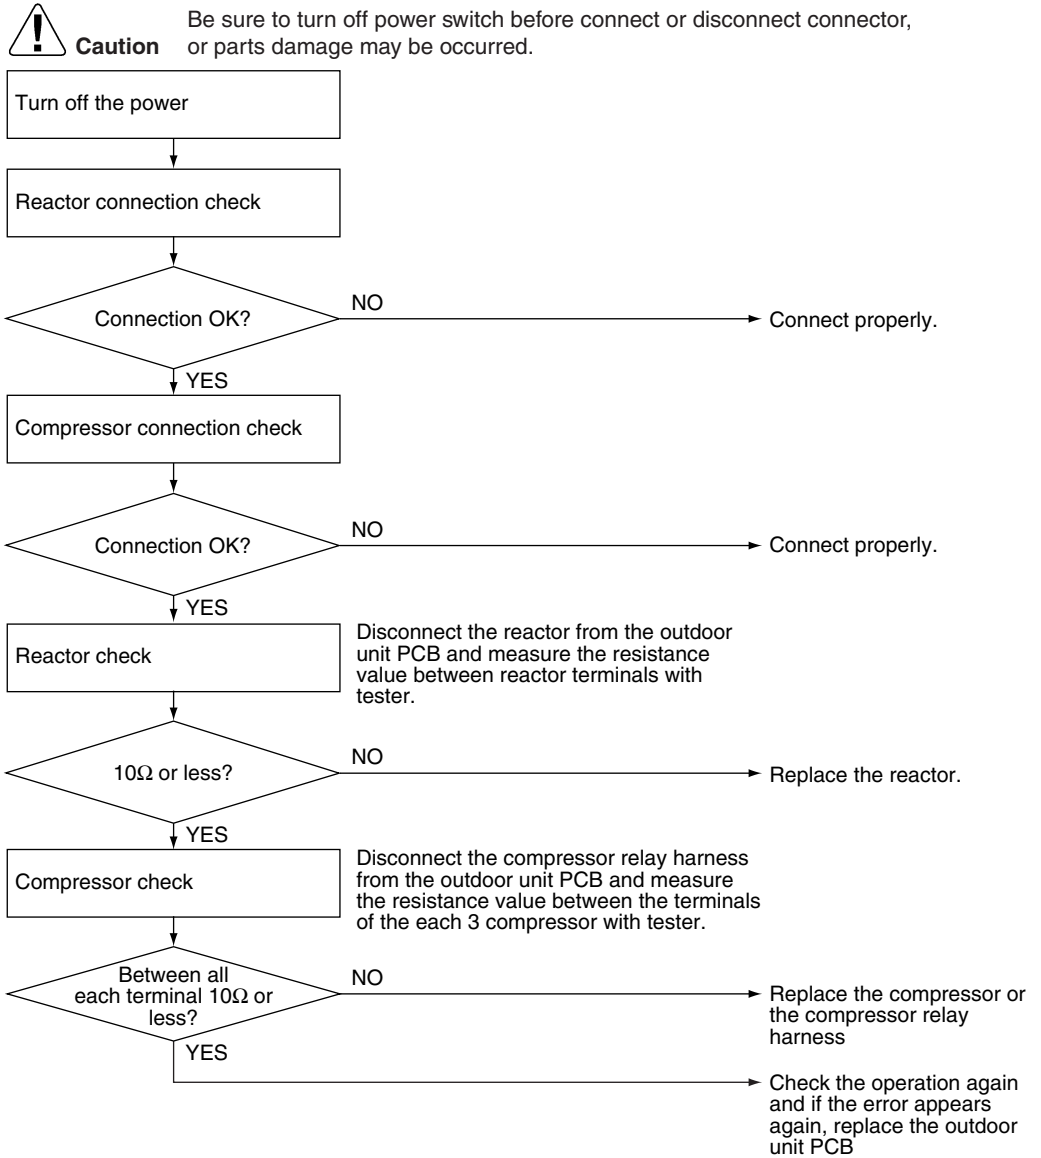 Be sure to turn off power switch before connect or disconnect connector,
Caution or parts damage may be occurred.
Turn off the power
Reactor connection check
Connection OK?
NO
Connect properly.
YES
Compressor connection check
Connection OK?
NO
Connect properly.
YES
Reactor check
Disconnect the reactor from the outdoor
unit PCB and measure the resistance
value between reactor terminals with
tester.
10Ω or less?
NO
Replace the reactor.
YES
Compressor check
Disconnect the compressor relay harness
from the outdoor unit PCB and measure
the resistance value between the terminals
of the each 3 compressor with tester.
Between all
each terminal 10Ω or
less?
NO
Replace the compressor or
the compressor relay
harness
YES
Check the operation again
and if the error appears
again, replace the outdoor
unit PCB